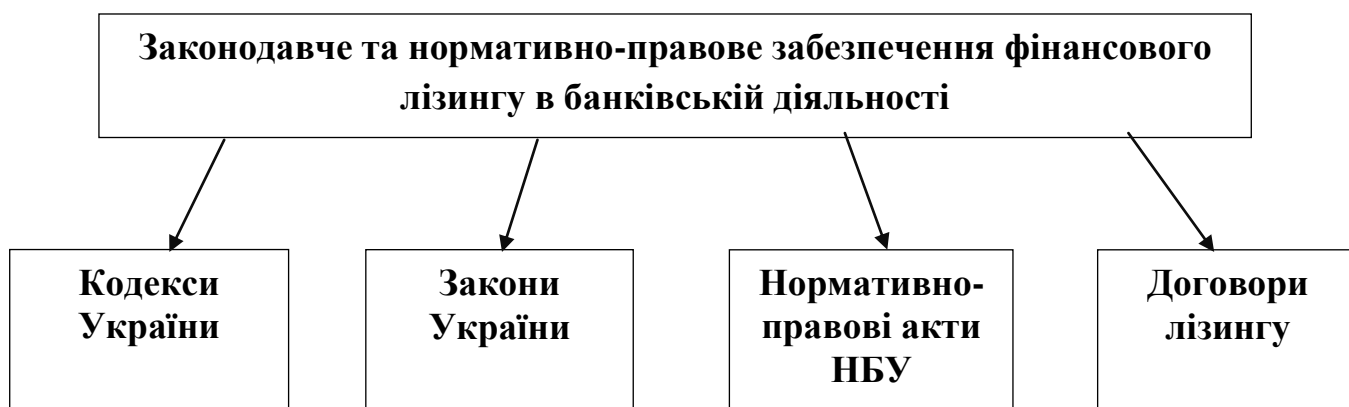 Законодавче та нормативно-правове забезпечення фінансового
лізингу в банківській діяльності
Кодекси
України
Закони
України
Нормативно-
правові акти
НБУ
Договори
лізингу